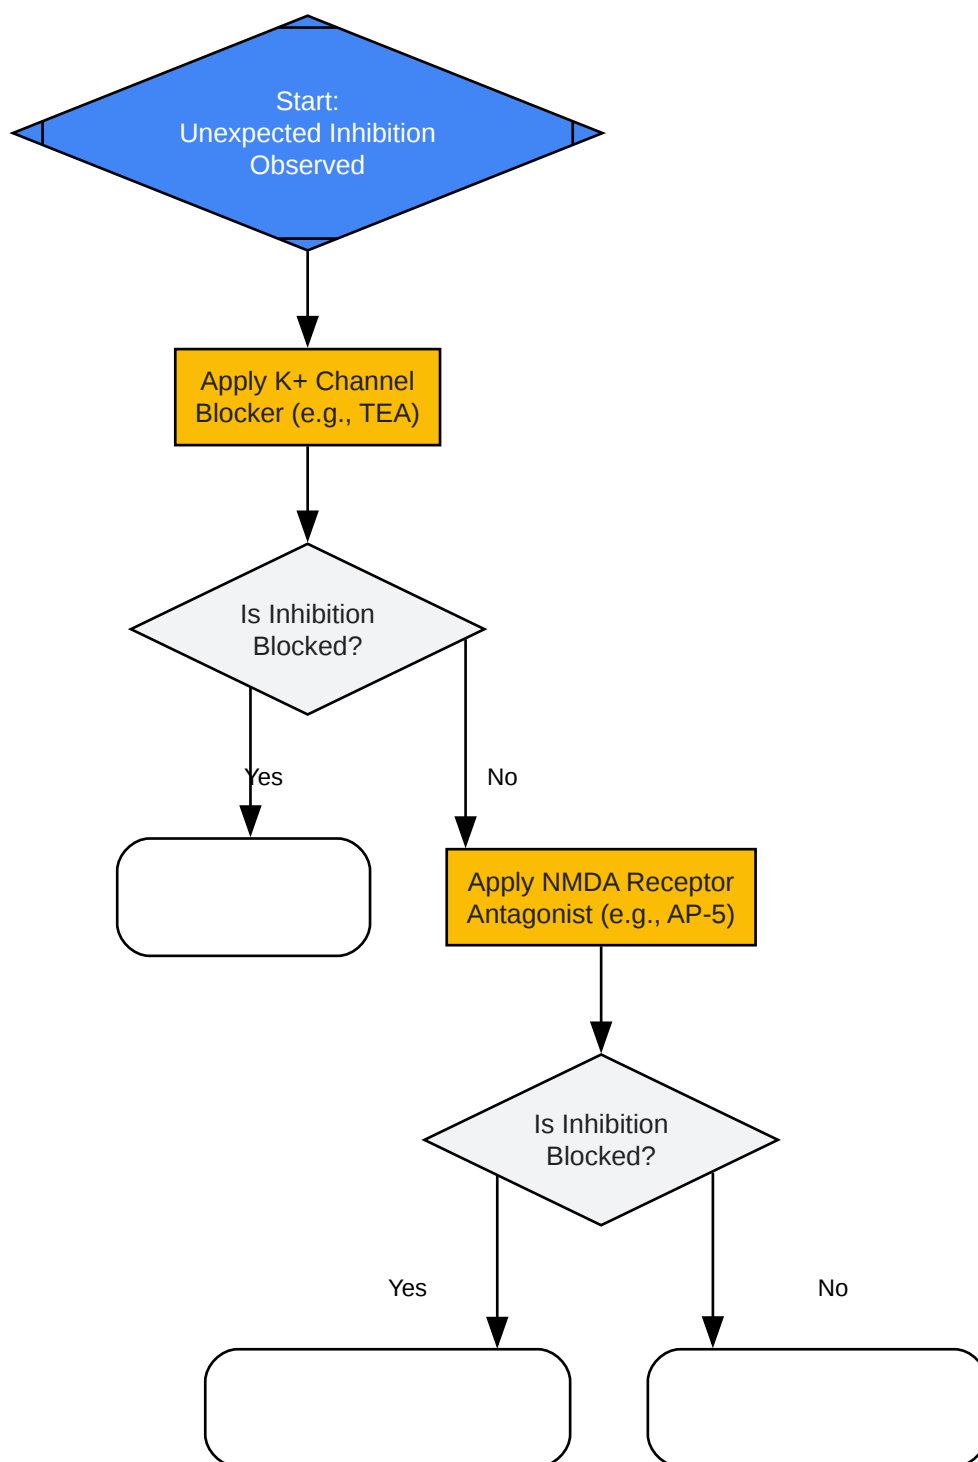 Start:
Unexpected Inhibition
Observed
Apply K+ Channel
Blocker (e.g., TEA)
Is Inhibition
Blocked?
Yes
No
Apply NMDA Receptor
Antagonist (e.g., AP-5)
Is Inhibition
Blocked?
Yes
No